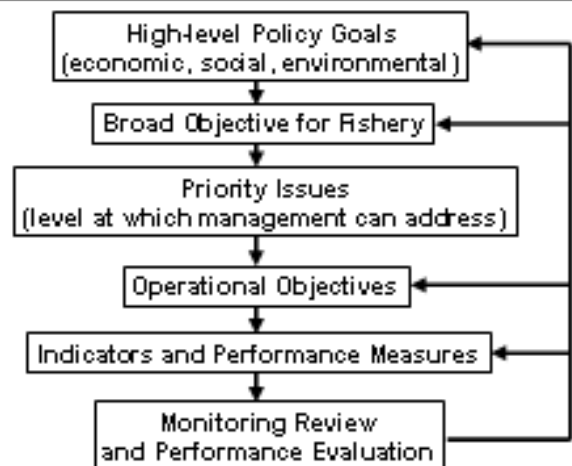 High-level Policy Goals
(economic, social, environmental)
Broad Objective for Fishery
Priority Issues
(level at which management can address)
Operational Objectives
Indicators and Performance Measures
Monitoring Review
and Performance Evaluation